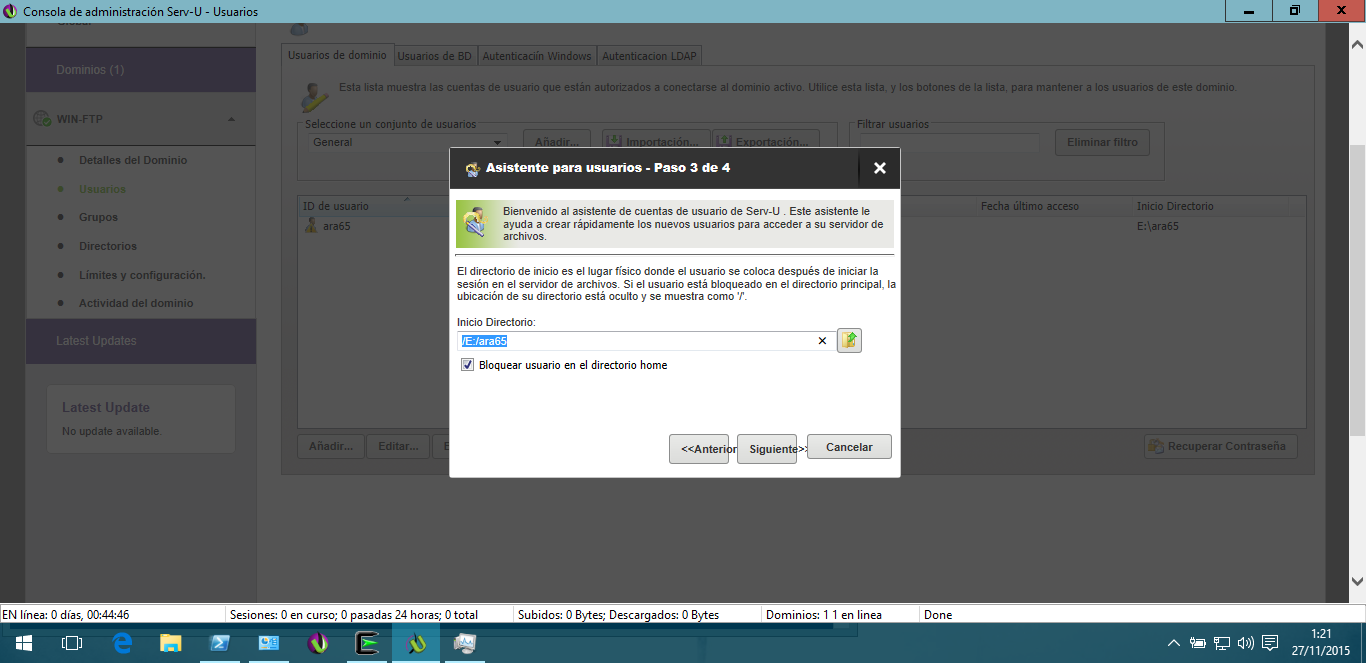 Consola de administración Serv-U - Usuarios
Global
Dominios (1)
WIN-FTP
Detalles del Dominio
Usuarios
Grupos
Directorios
Límites y configuración.
Actividad del dominio
Latest Updates
Latest Update
No update available.
Usuarios de dominio
Usuarios de BD
Autenticaciín Windows
Autenticacion LDAP
Esta lista muestra las cuentas de usuario que están autorizados a conectarse al dominio activo. Utilice esta lista, y los botones de la lista, para mantener a los usuarios de este dominio.
Seleccione un conjunto de usuarios
General
Añadir...
Importación...
Exportación...
Filtrar usuarios
Eliminar filtro
ID de usuario
Fecha último acceso
Inicio Directorio
ara65
E:\ara65
Asistente para usuarios - Paso 3 de 4
Bienvenido al asistente de cuentas de usuario de Serv-U . Este asistente le
ayuda a crear rápidamente los nuevos usuarios para acceder a su servidor de
archivos.
El directorio de inicio es el lugar físico donde el usuario se coloca después de iniciar la
sesión en el servidor de archivos. Si el usuario está bloqueado en el directorio principal, la
ubicación de su directorio está oculto y se muestra como '/'.
Inicio Directorio:
/E:/ara65
Bloquear usuario en el directorio home
<<Anterior
Siguiente>>
Cancelar
Añadir...
Editar...
E
Recuperar Contraseña
EN línea: 0 días, 00:44:46
Sesiones: 0 en curso; 0 pasadas 24 horas; 0 total
Subidos: 0 Bytes; Descargados: 0 Bytes
Dominios: 1 1 en linea
Done
1:21
27/11/2015